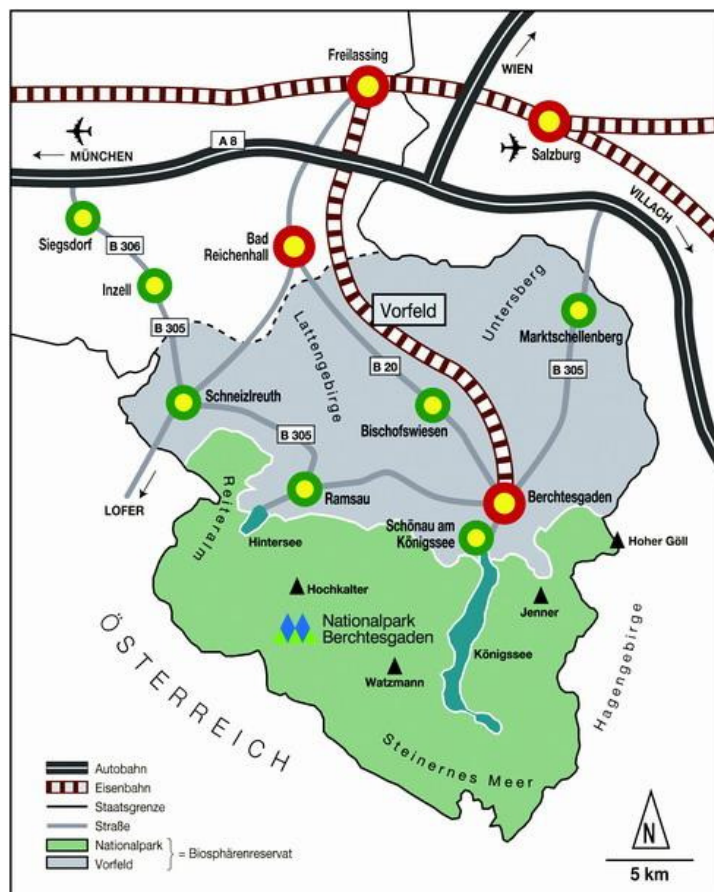 Freilassing
WIEN
MÜNCHEN
A 8
Salzburg
VILLACH
Siegsdorf
B 306
Bad
Reichenhall
Inzell
Untersberg
Vorfeld
Lattengebirge
Marktschellenberg
B 305
B 20
B 305
Schneizlreuth
Bischofswiesen
B 305
Reiteralm
Ramsau
Berchtesgaden
LOFER
Hintersee
Schönau am
Königssee
Hoher Göll
Hochkalter
Jenner
Nationalpark
Berchtesgaden
Königssee
Hagengebirge
Watzmann
ÖSTERREICH
Steinernes Meer
Autobahn
Eisenbahn
Staatsgrenze
Straße
Nationalpark
Vorfeld
= Biosphärenreservat
N
5 km